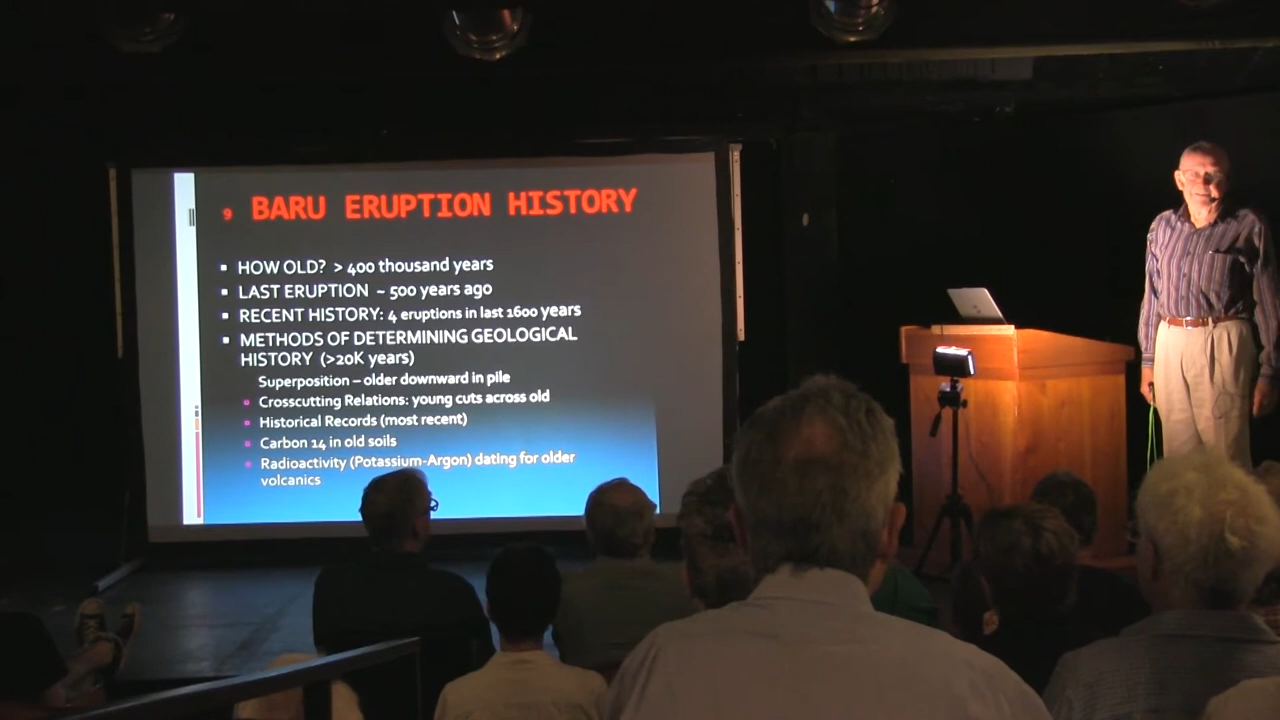 9 BARU ERUPTION HISTORY
HOW OLD? > 400 thousand years
LAST ERUPTION ~ 500 years ago
RECENT HISTORY: 4 eruptions in last 1600 years
METHODS OF DETERMINING GEOLOGICAL
HISTORY (>20K years)
Superposition – older downward in pile
Crosscutting Relations: young cuts across old
Historical Records (most recent)
Carbon 14 in old soils
Radioactivity (Potassium-Argon) dating for older
volcanics